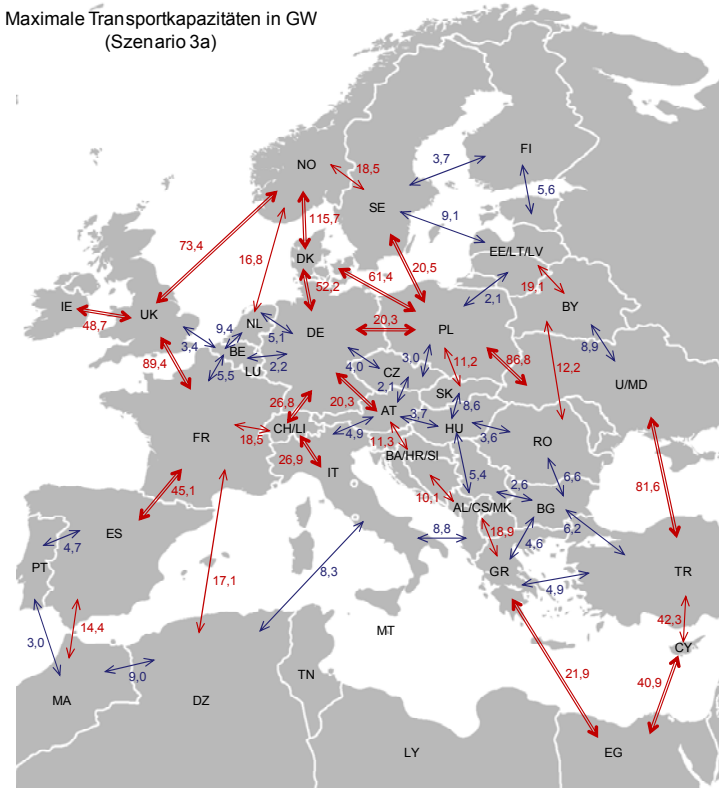 Maximale Transportkapazitäten in GW
(Szenario 3a)
NO
18,5
3,7
FI
5,6
SE
115,7
9,1
73,4
16,8
DK
EE/LT/LV
20,5
61,4
52,2
2,1
19,1
BY
IE
48,7
UK
NL
9,4
5,1
DE
20,3
PL
3,4
BE
2,2
4,0
3,0
11,2
86,8
12,2
8,9
89,4
5,5
LU
CZ
2,1
SK
U/MD
26,8
20,3
AT
8,6
FR
18,5
CH/LI
4,9
3,7
HU
3,6
RO
11,3
BA/HR/SI
26,9
IT
45,1
5,4
6,6
81,6
10,1
2,6
ES
AL/CS/MK
BG
4,7
18,9
4,6
6,2
8,8
PT
17,1
8,3
GR
4,9
TR
14,4
MT
42,3
3,0
CY
9,0
TN
21,9
40,9
MA
DZ
LY
EG